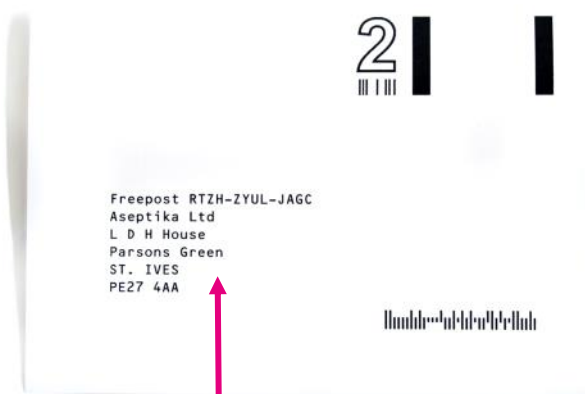 2
Freepost RTZH-ZYUL-JAGC
Aseptika Ltd
L D H House
Parsons Green
ST. IVES
PE27 4AA